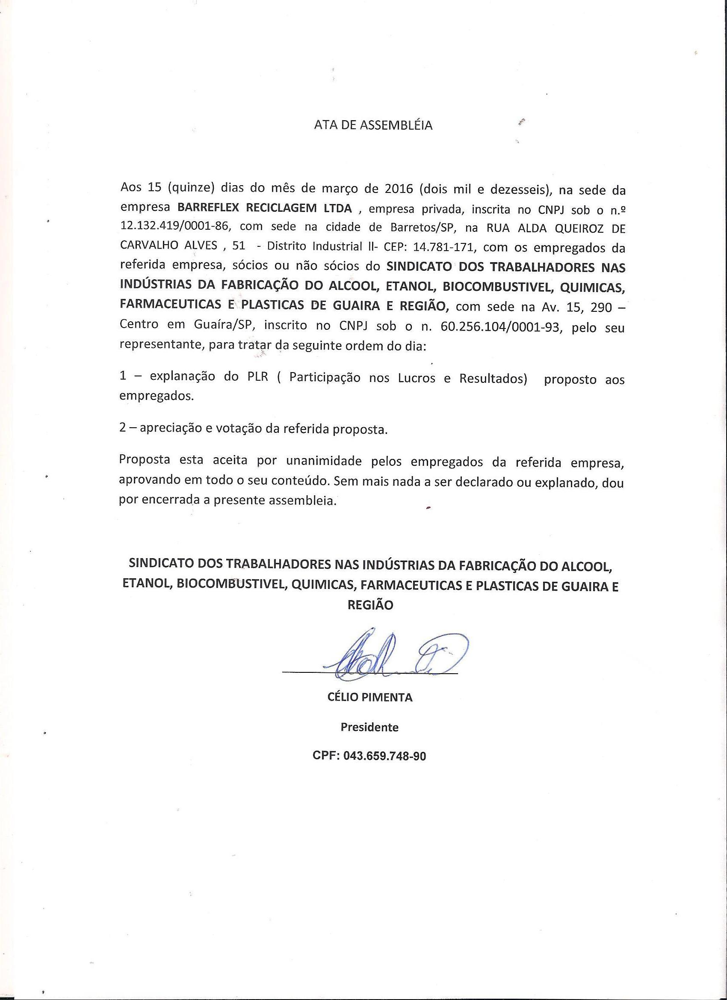 ATA DE ASSEMBLÉIA
Aos 15 (quinze) dias do mês de março de 2016 (dois mil e dezesseis), na sede da
empresa BARREFLEX RECICLAGEM LTDA , empresa privada, inscrita no CNPJ sob o n.º
12.132.419/0001-86, com sede na cidade de Barretos/SP, na RUA ALDA QUEIROZ DE
CARVALHO ALVES , 51 - Distrito Industrial II- CEP: 14.781-171, com os empregados da
referida empresa, sócios ou não sócios do SINDICATO DOS TRABALHADORES NAS
INDÚSTRIAS DA FABRICAÇÃO DO ALCOOL, ETANOL, BIOCOMBUSTIVEL, QUIMICAS,
FARMACEUTICAS E PLASTICAS DE GUAIRA E REGIÃO, com sede na Av. 15, 290 –
Centro em Guaíra/SP, inscrito no CNPJ sob o n. 60.256.104/0001-93, pelo seu
representante, para tratar da seguinte ordem do dia:
1 – explanação do PLR ( Participação nos Lucros e Resultados) proposto aos
empregados.
2 – apreciação e votação da referida proposta.
Proposta esta aceita por unanimidade pelos empregados da referida empresa,
aprovando em todo o seu conteúdo. Sem mais nada a ser declarado ou explanado, dou
por encerrada a presente assembleia.
SINDICATO DOS TRABALHADORES NAS INDÚSTRIAS DA FABRICAÇÃO DO ALCOOL,
ETANOL, BIOCOMBUSTIVEL, QUIMICAS, FARMACEUTICAS E PLASTICAS DE GUAIRA E
REGIÃO
CÉLIO PIMENTA
Presidente
CPF: 043.659.748-90